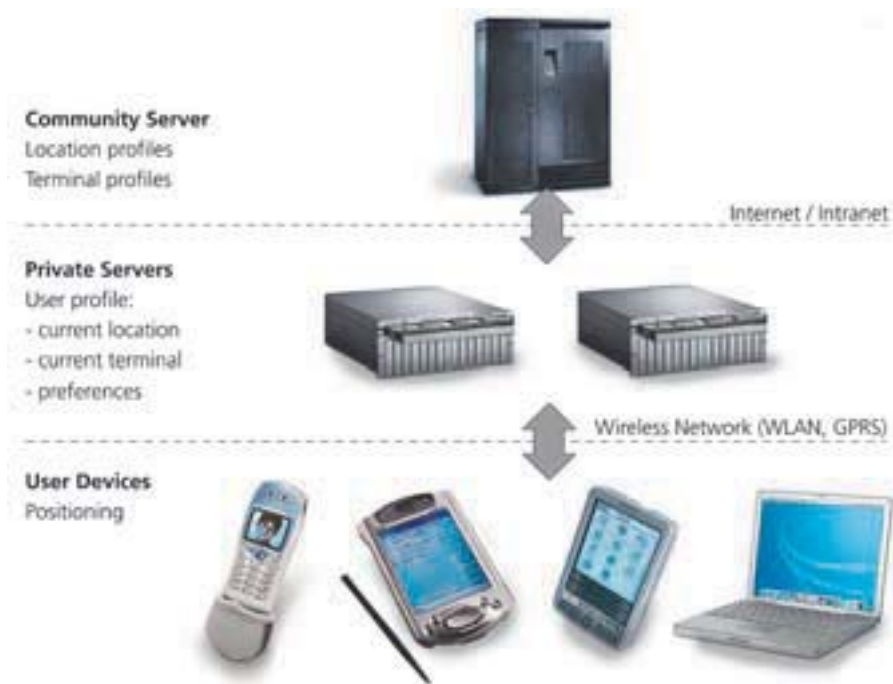 Community Server
Location profiles
Terminal profiles
Internet / Intranet
Private Servers
User profile:
- current location
- current terminal
- preferences
Wireless Network (WLAN, GPRS)
User Devices
Positioning